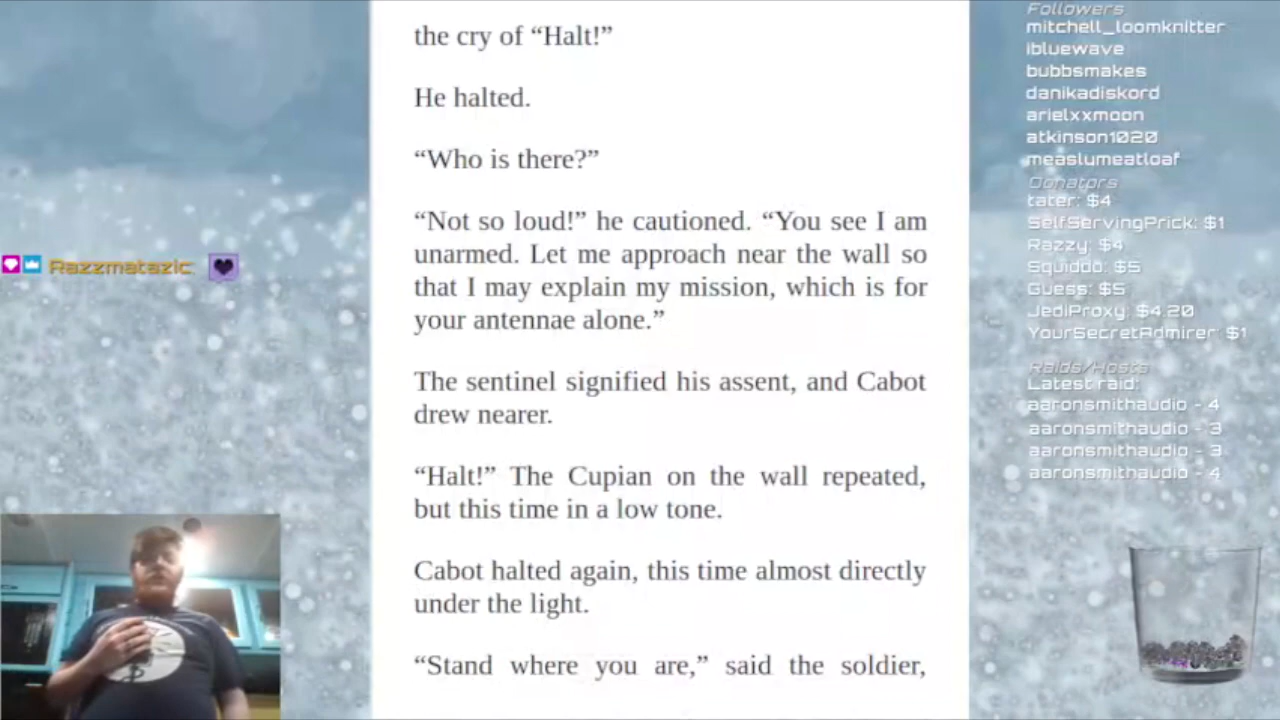 the cry of “Halt!”
He halted.
“Who is there?”
“Not so loud!” he cautioned. “You see I am
unarmed. Let me approach near the wall so
that I may explain my mission, which is for
your antennae alone.”
The sentinel signified his assent, and Cabot
drew nearer.
“Halt!” The Cupian on the wall repeated,
but this time in a low tone.
Cabot halted again, this time almost directly
under the light.
“Stand where you are,” said the soldier,
Razzmatazic
Followers
mitchell_loomknitter
ibluewave
bubbsmakes
danikadiskord
arielxxmoon
atkinson1020
measlymeatloaf
Donators
tater: $4
SelfServingPrick: $1
Razzy: $4
Squiddo: $5
Guess: $5
JediProxy: $4.20
YourSecretAdmirer: $1
Raids/Hosts
Latest raid:
aaronsmithaudio - 4
aaronsmithaudio - 3
aaronsmithaudio - 3
aaronsmithaudio - 4